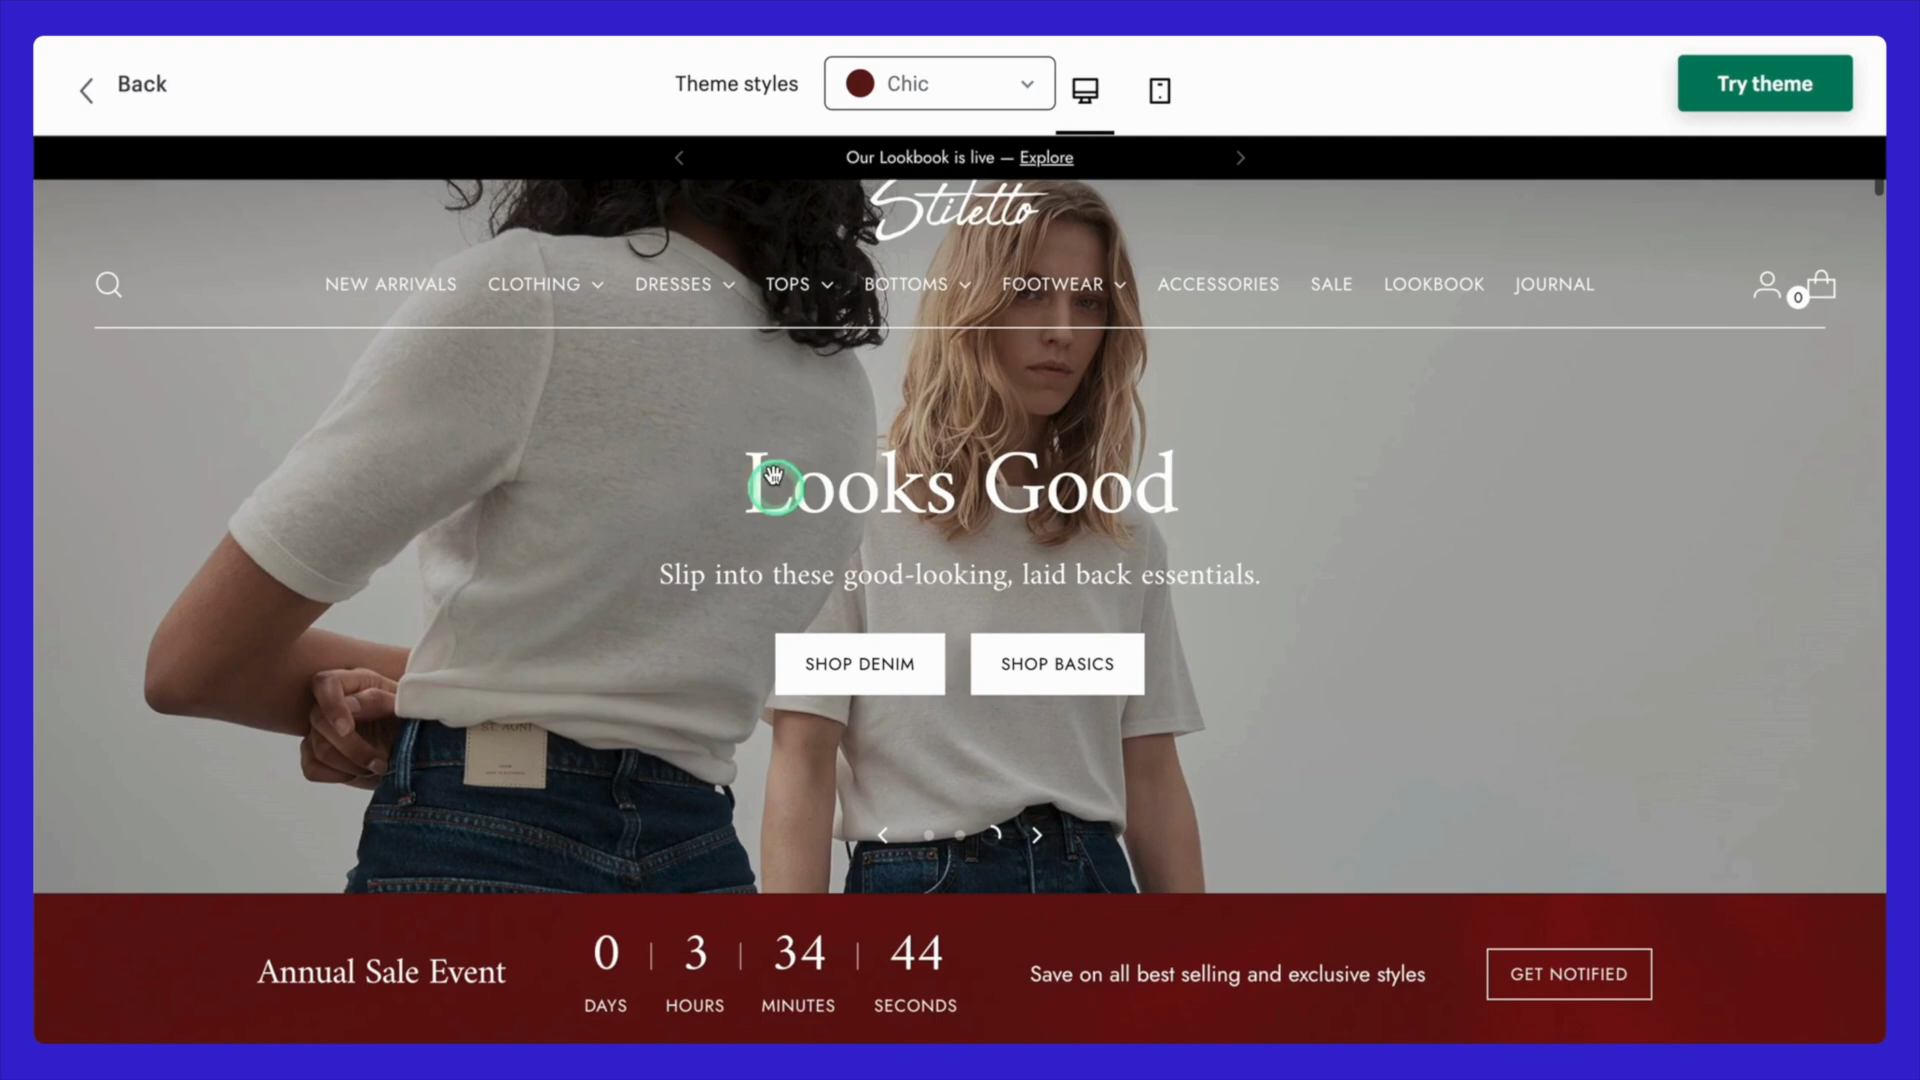 Back
Theme styles
Chic
Try theme
Our Lookbook is live — Explore
Stiletto
NEW ARRIVALS
CLOTHING
DRESSES
TOPS
BOTTOMS
FOOTWEAR
ACCESSORIES
SALE
LOOKBOOK
JOURNAL
0
Looks Good
Slip into these good-looking, laid back essentials.
SHOP DENIM
SHOP BASICS
Annual Sale Event
0 | 3 | 34 | 44
DAYS HOURS MINUTES SECONDS
Save on all best selling and exclusive styles
GET NOTIFIED